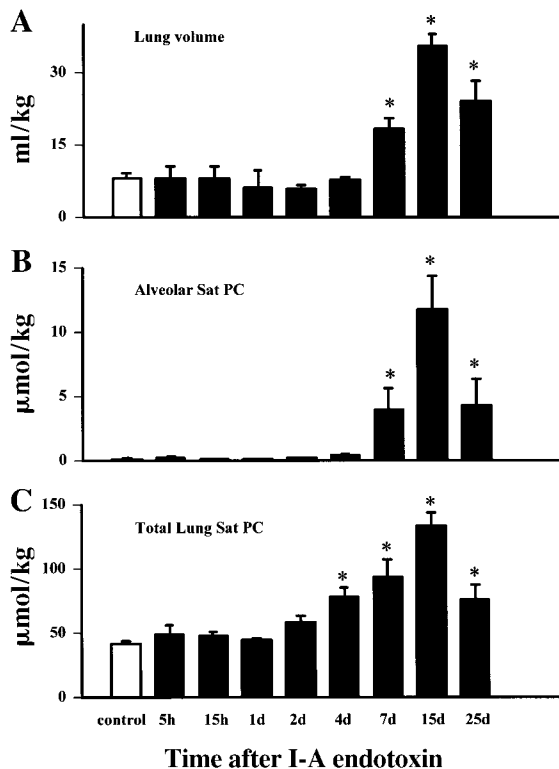 A
Lung volume
ml/kg
30
15
0
*
*
*
B
Alveolar Sat PC
μmol/kg
15
10
5
0
*
*
*
C
Total Lung Sat PC
μmol/kg
150
100
50
0
*
*
*
*
control 5h 15h 1d 2d 4d 7d 15d 25d
Time after I-A endotoxin